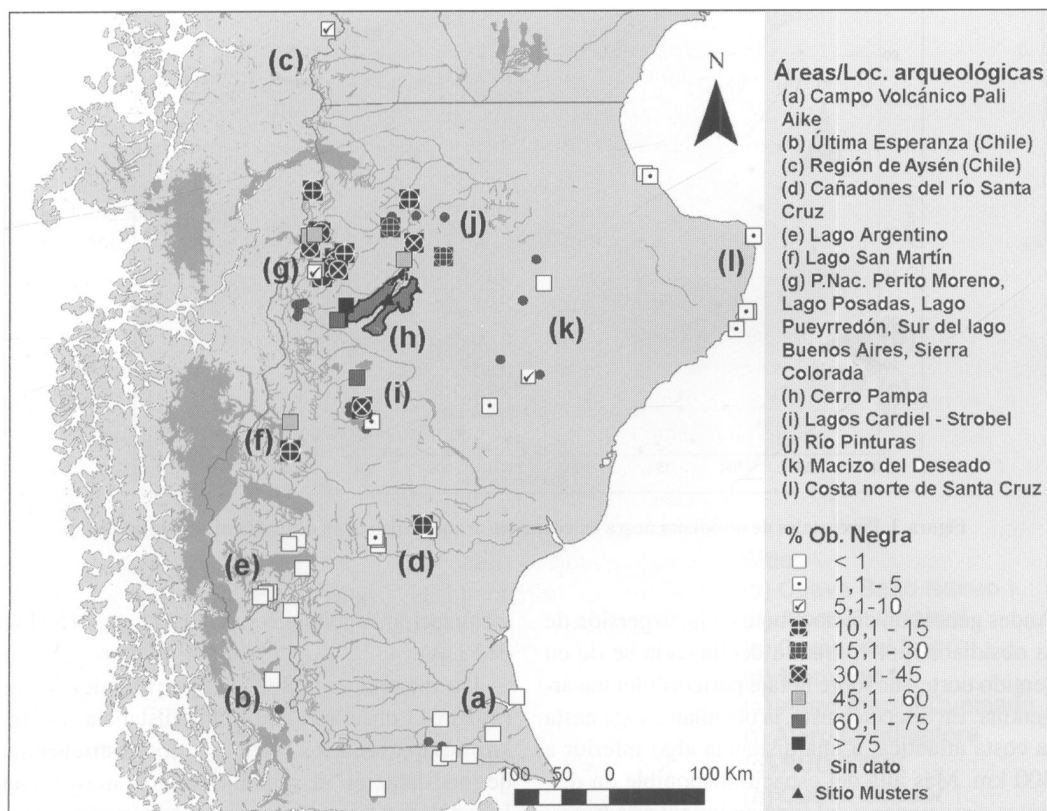 (c)
N
(j)
(g)
(l)
(h)
(k)
(i)
(f)
(e)
(d)
(b)
(a)
100 50 0 100 Km
Áreas/Loc. arqueológicas
(a) Campo Volcánico Pali
Aike
(b) Última Esperanza (Chile)
(c) Región de Aysén (Chile)
(d) Cañadones del río Santa
Cruz
(e) Lago Argentino
(f) Lago San Martín
(g) P.Nac. Perito Moreno,
Lago Posadas, Lago
Pueyrredón, Sur del lago
Buenos Aires, Sierra
Colorada
(h) Cerro Pampa
(i) Lagos Cardiel - Strobel
(j) Río Pinturas
(k) Macizo del Deseado
(l) Costa norte de Santa Cruz
% Ob. Negra
< 1
1,1 - 5
5,1-10
10,1 - 15
15,1 - 30
30,1- 45
45,1 - 60
60,1 - 75
75
Sin dato
Sitio Musters